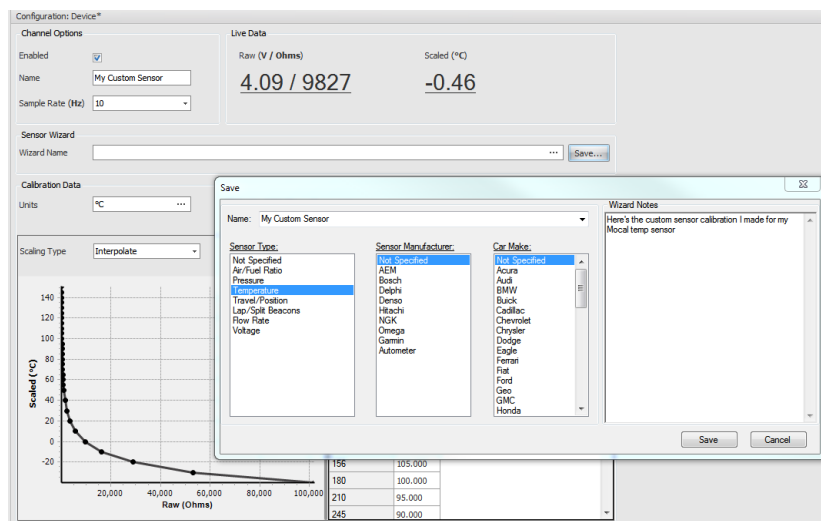 Configuration: Device*
Channel Options
Live Data
Enabled
Raw (V / Ohms)
Scaled (°C)
Name
My Custom Sensor
4.09 / 9827
-0.46
Sample Rate (Hz)
10
Sensor Wizard
Wizard Name
...
Save...
Calibration Data
Units
°C
...
Scaling Type
Interpolate
140
120
100
80
60
40
20
0
-20
Scaled (°C)
20,000
40,000
60,000
80,000
100,000
Raw (Ohms)
Save
Name:
My Custom Sensor
Sensor Type:
Not Specified
Air/Fuel Ratio
Pressure
Temperature
Travel/Position
Lap/Split Beacons
Flow Rate
Voltage
Sensor Manufacturer:
Not Specified
AEM
Bosch
Delphi
Denso
Hitachi
NGK
Omega
Garmin
Autometer
Car Make:
Not Specified
Acura
Audi
BMW
Buick
Cadillac
Chevrolet
Chrysler
Dodge
Eagle
Ferrari
Fiat
Ford
Geo
GMC
Honda
Wizard Notes
Here's the custom sensor calibration I made for my
Mocal temp sensor
Save
Cancel
156 105.000
180 100.000
210 95.000
245 90.000